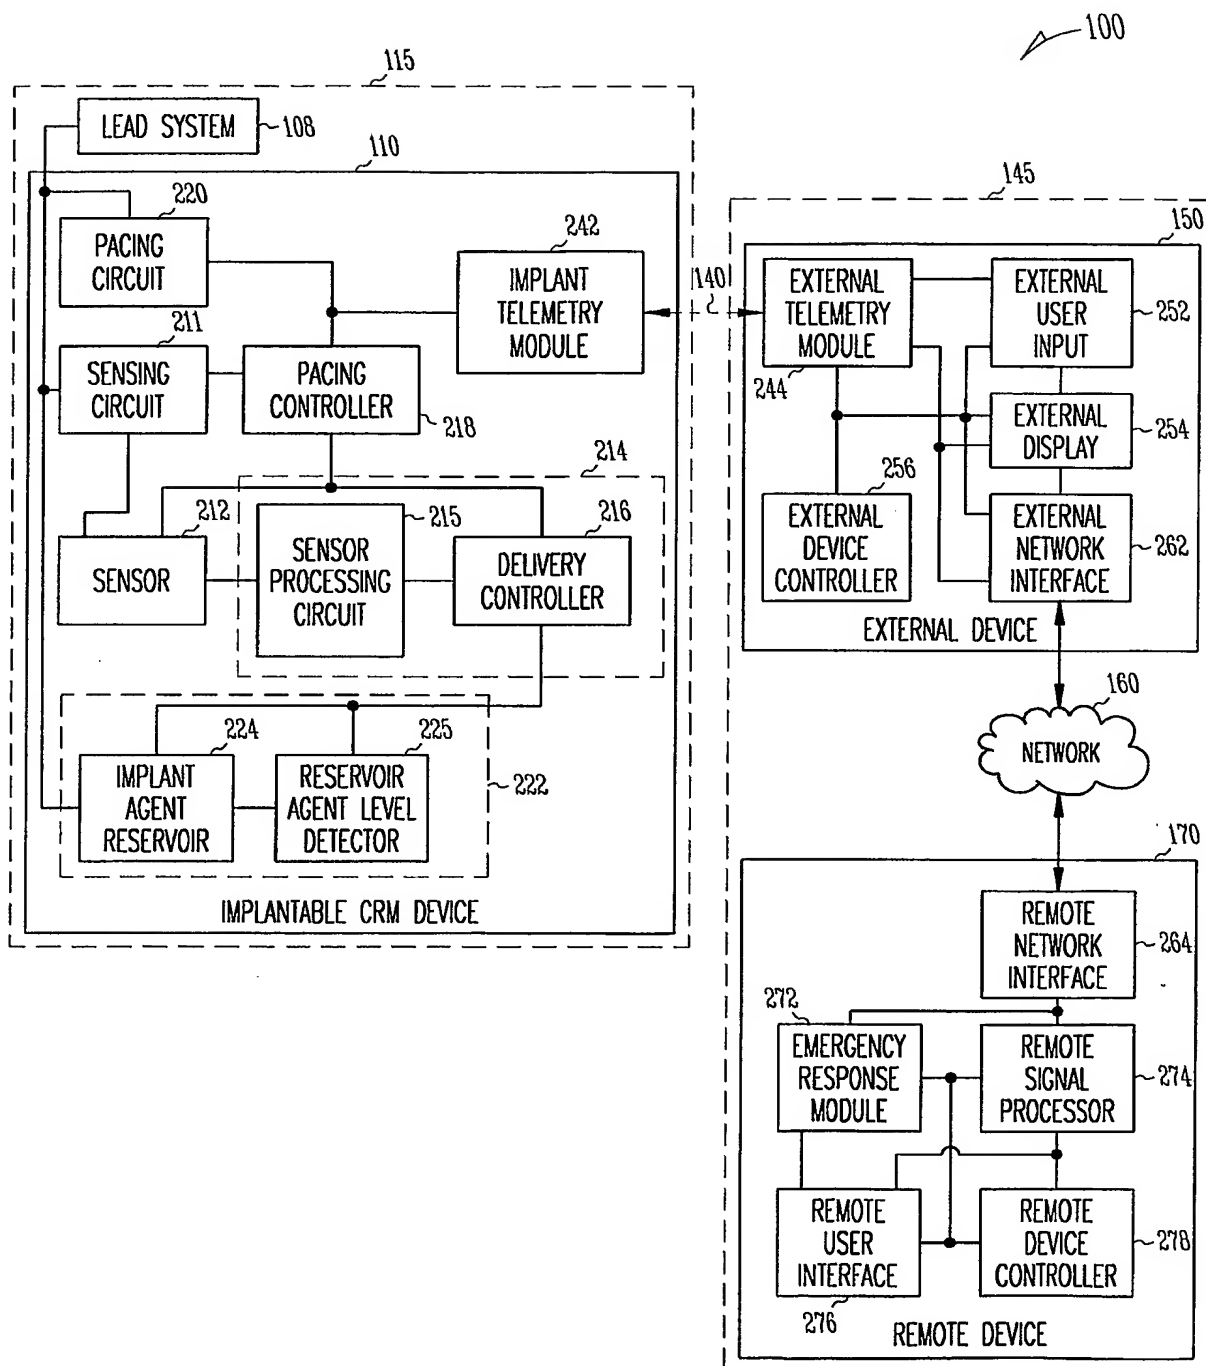 100
115
LEAD SYSTEM
108
110
220
PACING
CIRCUIT
242
IMPLANT
TELEMETRY
MODULE
211
SENSING
CIRCUIT
PACING
CONTROLLER
218
214
212
SENSOR
215
SENSOR
PROCESSING
CIRCUIT
216
DELIVERY
CONTROLLER
224
IMPLANT
AGENT
RESERVOIR
225
RESERVOIR
AGENT LEVEL
DETECTOR
222
IMPLANTABLE CRM DEVICE
140
145
150
EXTERNAL
TELEMETRY
MODULE
244
EXTERNAL
USER
INPUT
252
EXTERNAL
DISPLAY
254
256
EXTERNAL
DEVICE
CONTROLLER
EXTERNAL
NETWORK
INTERFACE
262
EXTERNAL DEVICE
160
NETWORK
170
REMOTE
NETWORK
INTERFACE
264
272
EMERGENCY
RESPONSE
MODULE
REMOTE
SIGNAL
PROCESSOR
274
REMOTE
USER
INTERFACE
276
REMOTE
DEVICE
CONTROLLER
278
REMOTE DEVICE